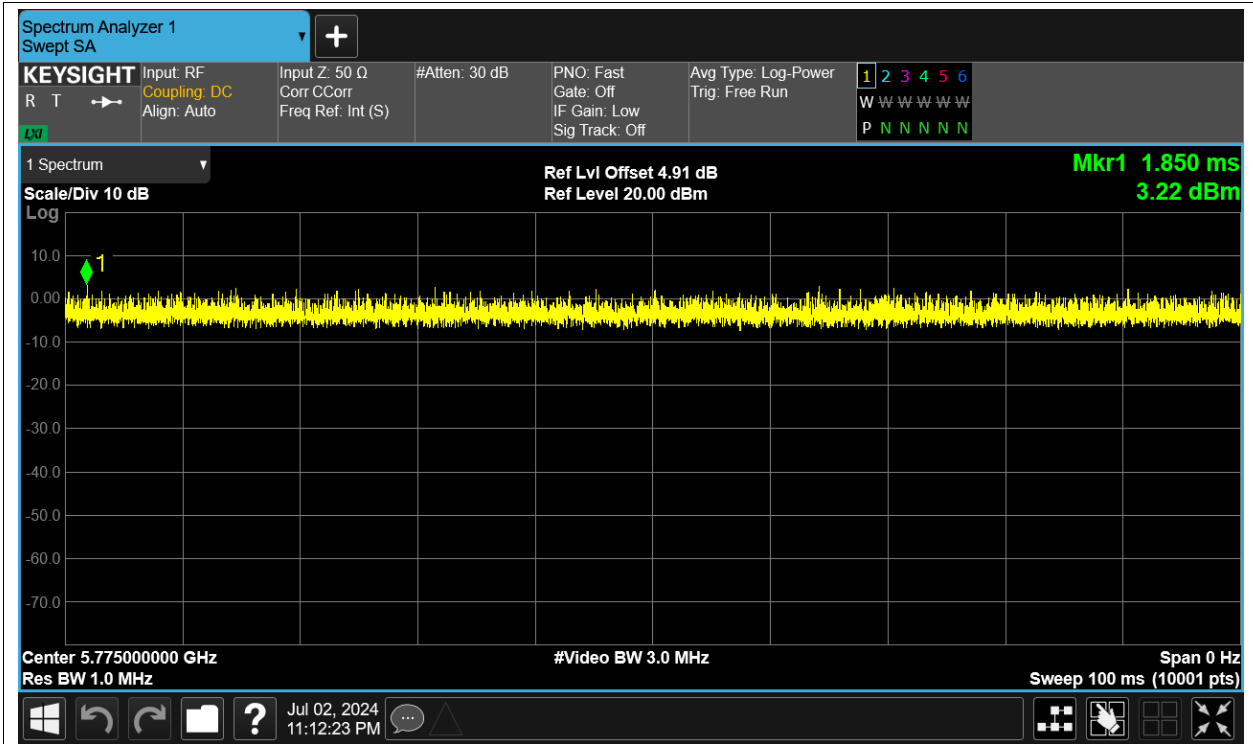 Spectrum Analyzer 1
Swept SA
KEYSIGHT
R T
LXI
Input: RF
Coupling: DC
Align: Auto
Input Z: 50 Ω
Corr CCorr
Freq Ref: Int (S)
#Atten: 30 dB
PNO: Fast
Gate: Off
IF Gain: Low
Sig Track: Off
Avg Type: Log-Power
Trig: Free Run
1 2 3 4 5 6
W W W W W W
P N N N N N
1 Spectrum
Scale/Div 10 dB
Ref Lvl Offset 4.91 dB
Ref Level 20.00 dBm
Mkr1 1.850 ms
3.22 dBm
Log
1
10.0
0.00
-10.0
-20.0
-30.0
-40.0
-50.0
-60.0
-70.0
Center 5.775000000 GHz
#Video BW 3.0 MHz
Span 0 Hz
Res BW 1.0 MHz
Sweep 100 ms (10001 pts)
?
Jul 02, 2024
11:12:23 PM